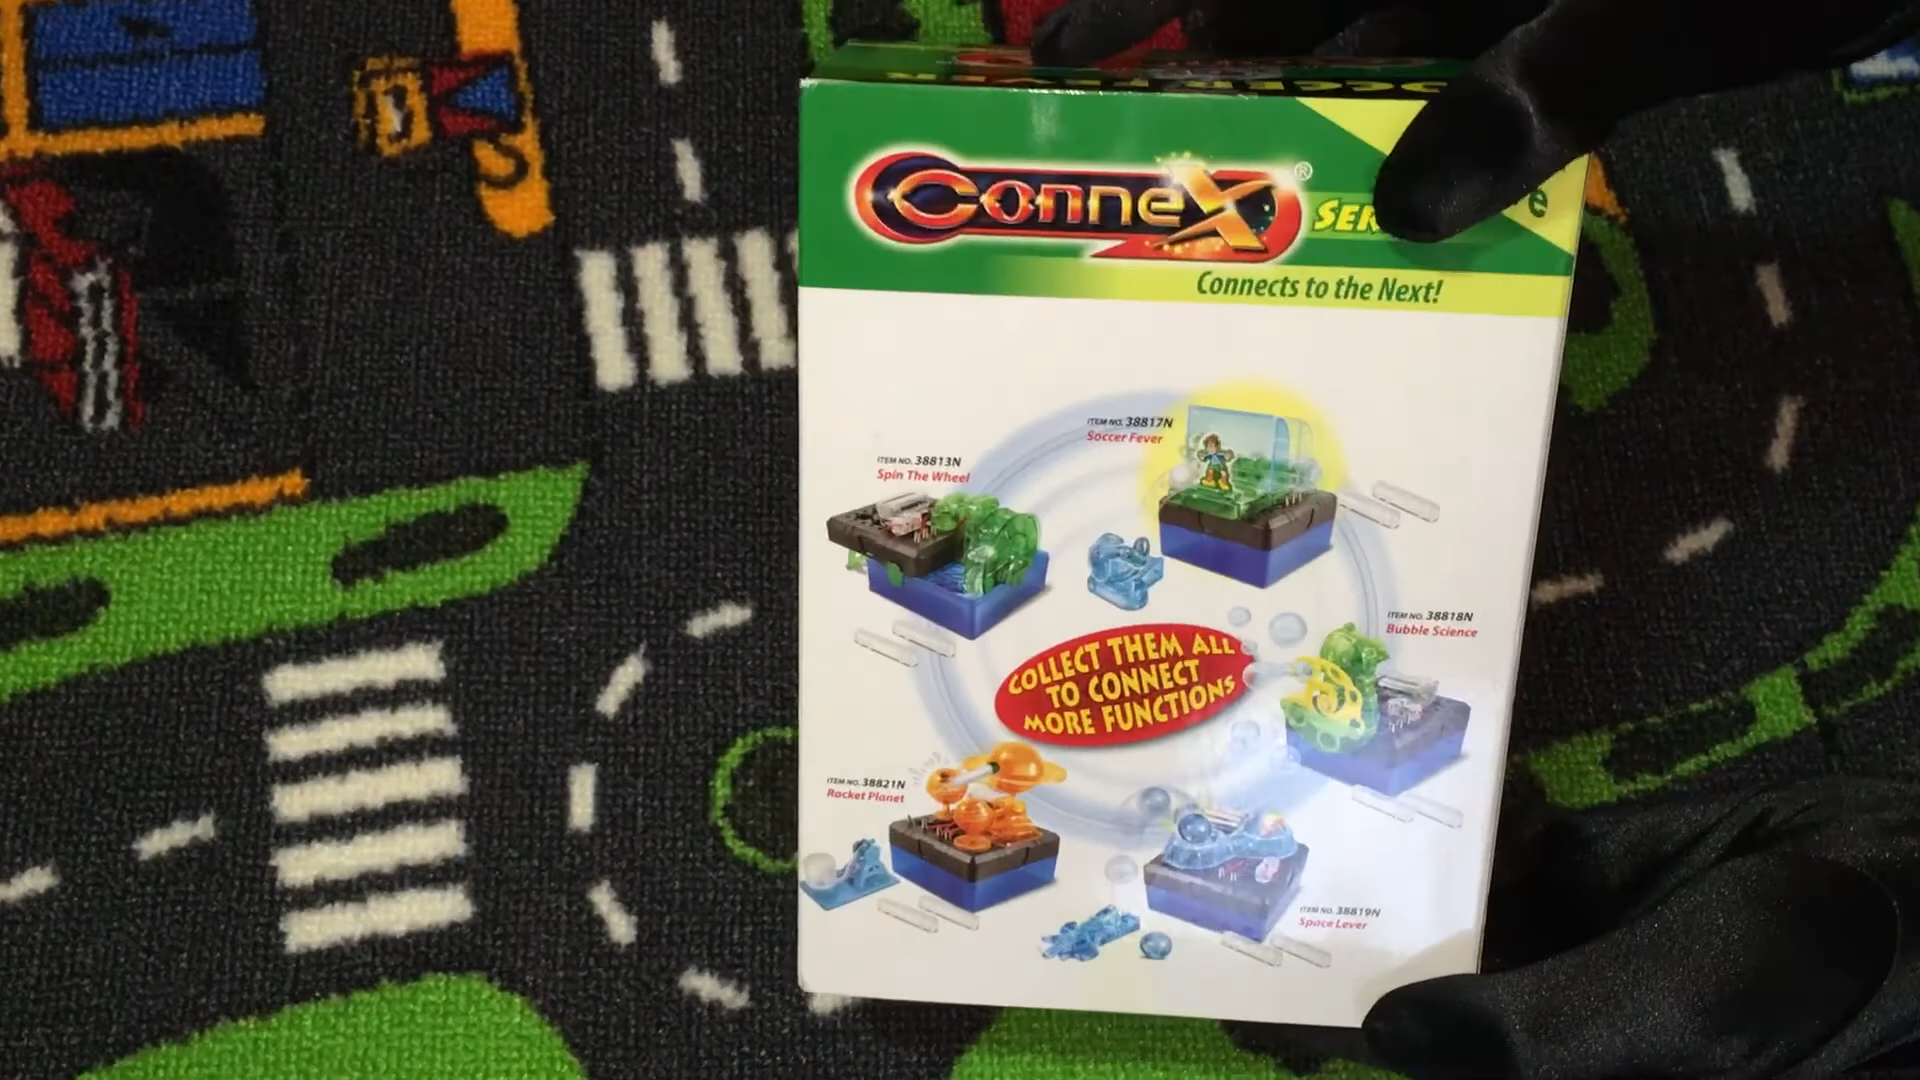 Connex®
Connects to the Next!
ITEM NO. 38817N
Soccer Fever
ITEM NO. 38813N
Spin The Wheel
ITEM NO. 38818N
Bubble Science
COLLECT THEM ALL
TO CONNECT
MORE FUNCTIONS
ITEM NO. 38821N
Rocket Planet
ITEM NO. 38819N
Space Lever